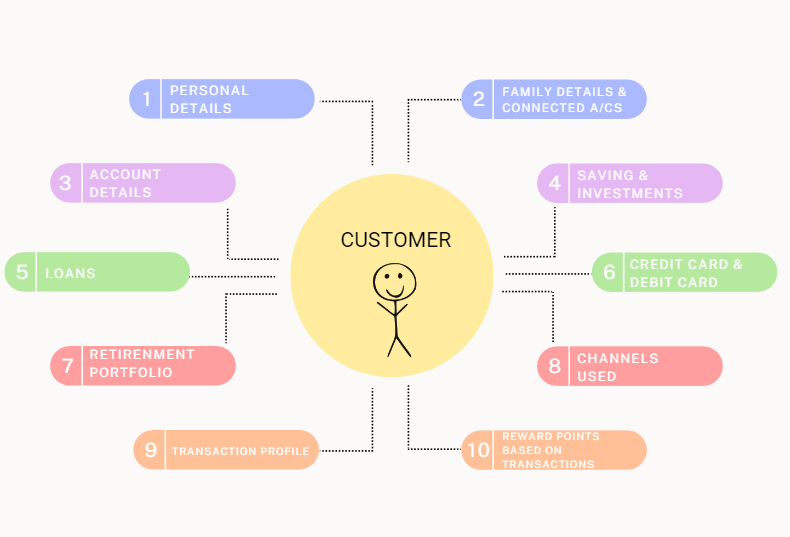 1 PERSONAL
DETAILS
2 FAMILY DETAILS &
CONNECTED A/CS
3 ACCOUNT
DETAILS
4 SAVING &
INVESTMENTS
CUSTOMER
5 LOANS
6 CREDIT CARD &
DEBIT CARD
7 RETIRENMENT
PORTFOLIO
8 CHANNELS
USED
9 TRANSACTION PROFILE
10 REWARD POINTS
BASED ON
TRANSACTIONS